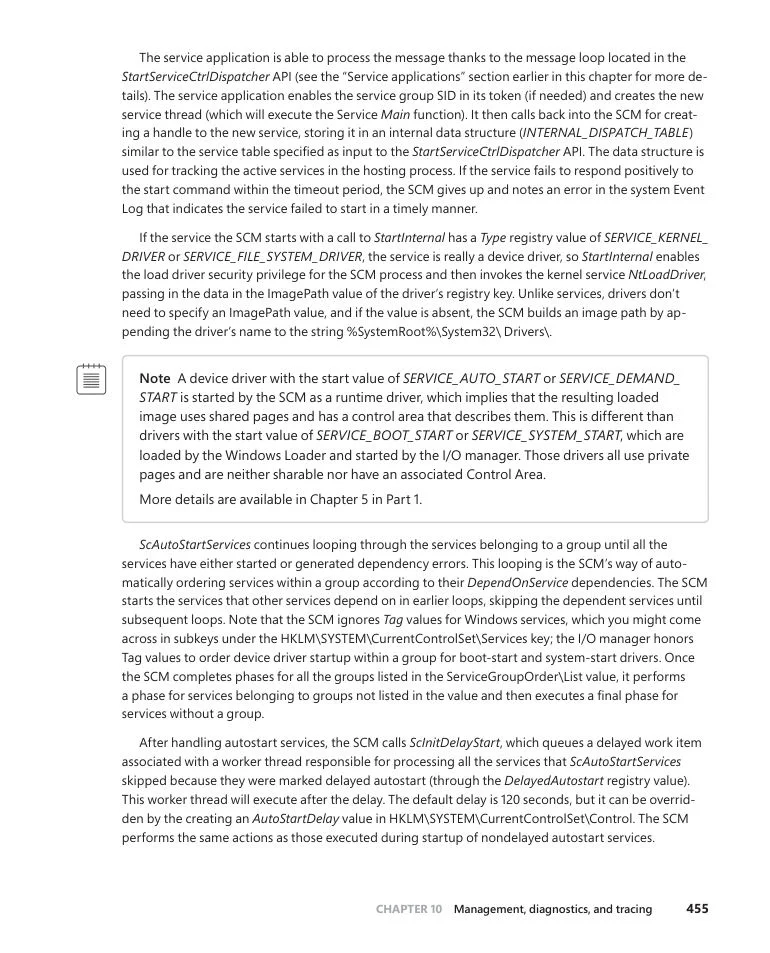 The service application is able to process the message thanks to the message loop located in the
StartServiceCtrlDispatcher API (see the “Service applications” section earlier in this chapter for more de-
tails). The service application enables the service group SID in its token (if needed) and creates the new
service thread (which will execute the Service Main function). It then calls back into the SCM for creat-
ing a handle to the new service, storing it in an internal data structure (INTERNAL_DISPATCH_TABLE)
similar to the service table specified as input to the StartServiceCtrlDispatcher API. The data structure is
used for tracking the active services in the hosting process. If the service fails to respond positively to
the start command within the timeout period, the SCM gives up and notes an error in the system Event
Log that indicates the service failed to start in a timely manner.
If the service the SCM starts with a call to StartInternal has a Type registry value of SERVICE_KERNEL_
DRIVER or SERVICE_FILE_SYSTEM_DRIVER, the service is really a device driver, so StartInternal enables
the load driver security privilege for the SCM process and then invokes the kernel service NtLoadDriver,
passing in the data in the ImagePath value of the driver’s registry key. Unlike services, drivers don’t
need to specify an ImagePath value, and if the value is absent, the SCM builds an image path by ap-
pending the driver’s name to the string %SystemRoot%\System32\ Drivers\.
Note A device driver with the start value of SERVICE_AUTO_START or SERVICE_DEMAND_
START is started by the SCM as a runtime driver, which implies that the resulting loaded
image uses shared pages and has a control area that describes them. This is different than
drivers with the start value of SERVICE_BOOT_START or SERVICE_SYSTEM_START, which are
loaded by the Windows Loader and started by the I/O manager. Those drivers all use private
pages and are neither sharable nor have an associated Control Area.
More details are available in Chapter 5 in Part 1.
ScAutoStartServices continues looping through the services belonging to a group until all the
services have either started or generated dependency errors. This looping is the SCM’s way of auto-
matically ordering services within a group according to their DependOnService dependencies. The SCM
starts the services that other services depend on in earlier loops, skipping the dependent services until
subsequent loops. Note that the SCM ignores Tag values for Windows services, which you might come
across in subkeys under the HKLM\SYSTEM\CurrentControlSet\Services key; the I/O manager honors
Tag values to order device driver startup within a group for boot-start and system-start drivers. Once
the SCM completes phases for all the groups listed in the ServiceGroupOrder\List value, it performs
a phase for services belonging to groups not listed in the value and then executes a final phase for
services without a group.
After handling autostart services, the SCM calls ScInitDelayStart, which queues a delayed work item
associated with a worker thread responsible for processing all the services that ScAutoStartServices
skipped because they were marked delayed autostart (through the DelayedAutostart registry value).
This worker thread will execute after the delay. The default delay is 120 seconds, but it can be overrid-
den by the creating an AutoStartDelay value in HKLM\SYSTEM\CurrentControlSet\Control. The SCM
performs the same actions as those executed during startup of nondelayed autostart services.
CHAPTER 10 Management, diagnostics, and tracing 455